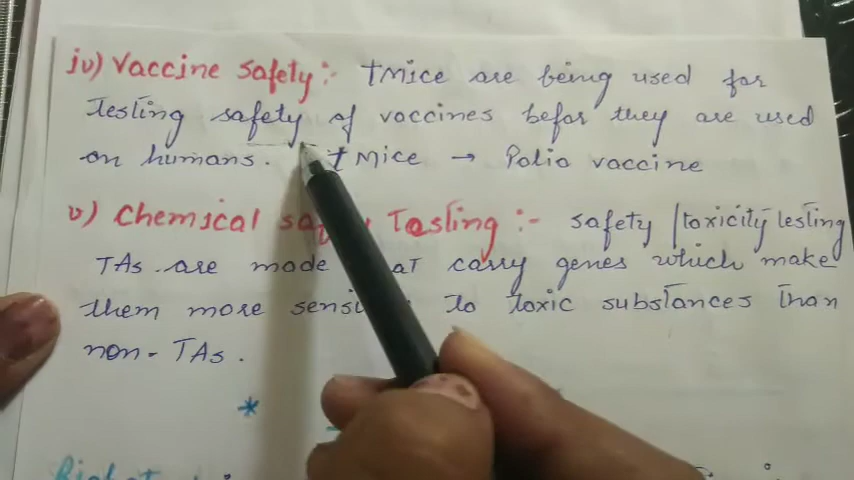 iv) Vaccine safety :- TMice are being used for
testing safety of vaccines befor they are used
on humans. TMice → Polio vaccine
v) Chemical Tasling :- safety / toxicity testing
TAs are mode carry genes which make
them more to toxic substances than
non-TAs.
*